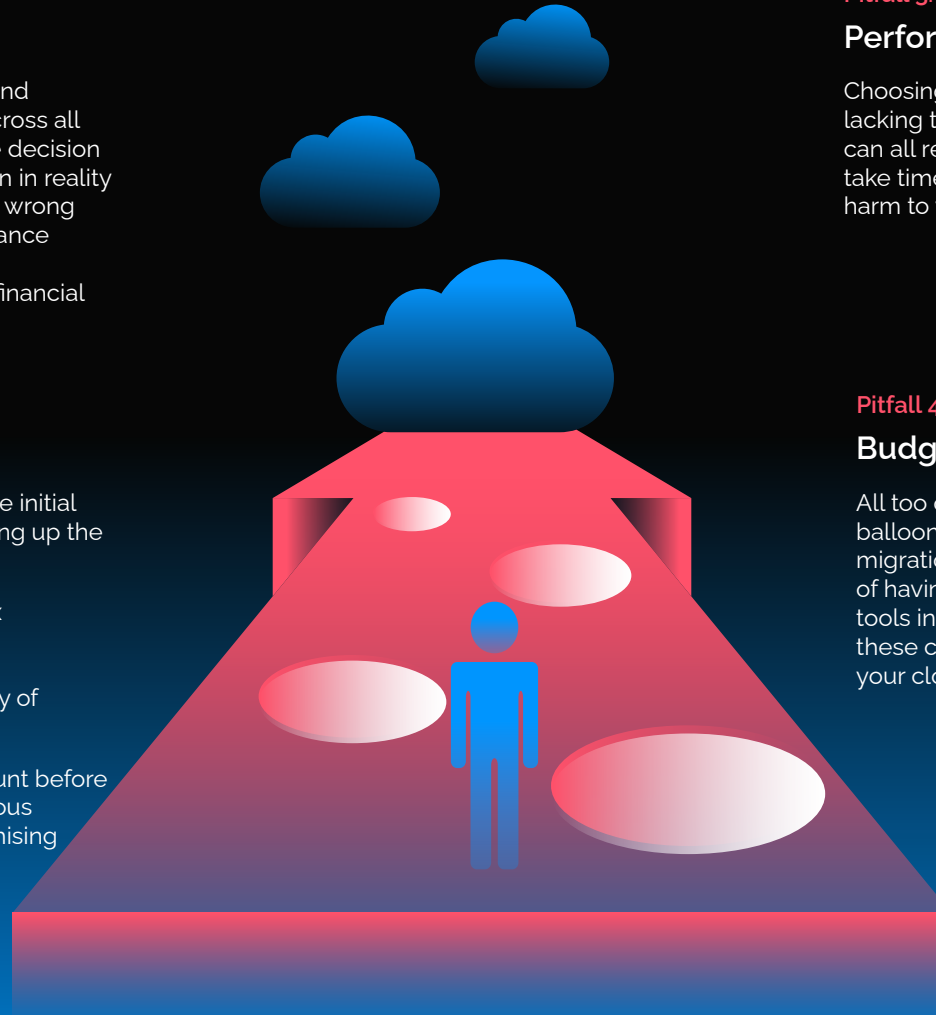 nd
cross all
decision
n in reality
wrong
ance
financial
e initial
ng up the
y of
unt before
ous
nising
Perfor
Choosing
lacking t
can all re
take time
harm to
Pitfall 4
Budg
All too
balloon
migratio
of havin
tools in
these c
your clo